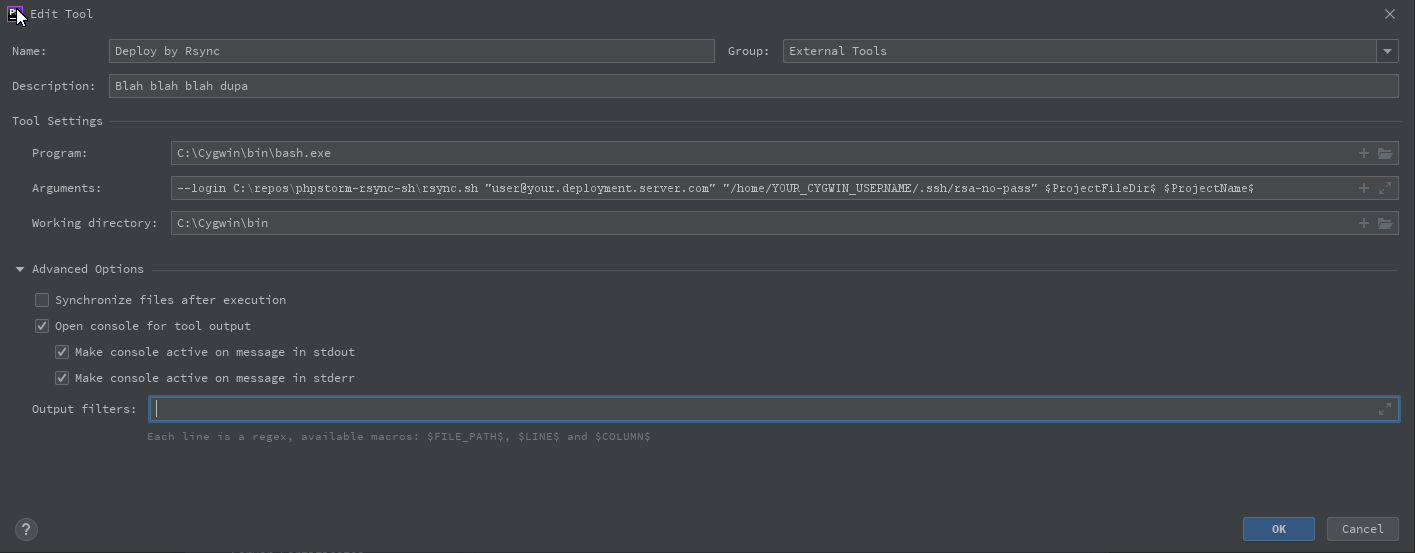 Edit Tool
Name: Deploy by Rsync Group: External Tools
Description: Blah blah blah dupa
Tool Settings
Program: C:\Cygwin\bin\bash.exe
Arguments: --login C:\repos\phpstorm-rsync-sh\rsync.sh "user@your.deployment.server.com" "/home/YOUR_CYGWIN_USERNAME/.ssh/rsa-no-pass" $ProjectFileDir$ $ProjectName$
Working directory: C:\Cygwin\bin
Advanced Options
Synchronize files after execution
Open console for tool output
Make console active on message in stdout
Make console active on message in stderr
Output filters:
Each line is a regex, available macros: $FILE_PATH$, $LINE$ and $COLUMN$
? OK Cancel